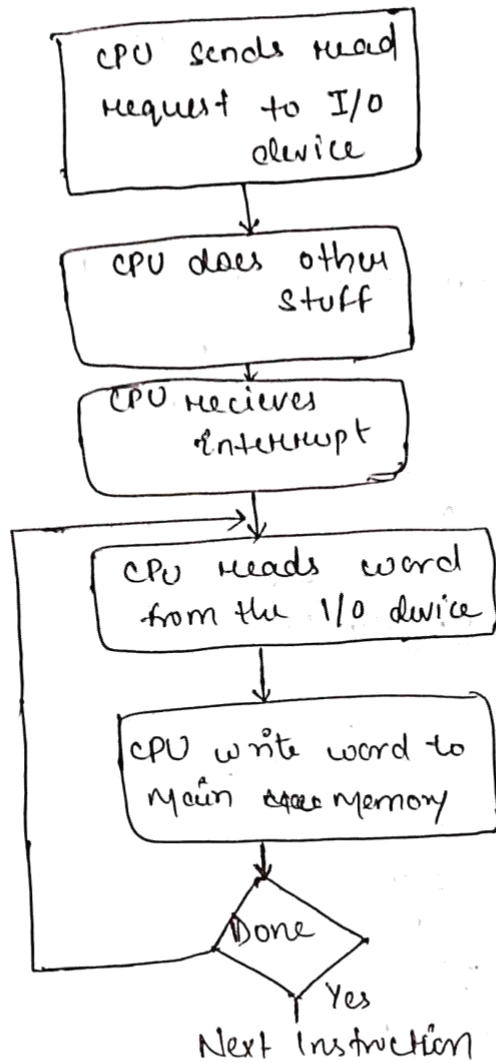 CPU sends read
request to I/O
device
CPU does other
stuff
CPU recieves
interrupt
CPU reads word
from the I/O device
CPU write word to
Main Memory
Done
Yes
Next Instruction